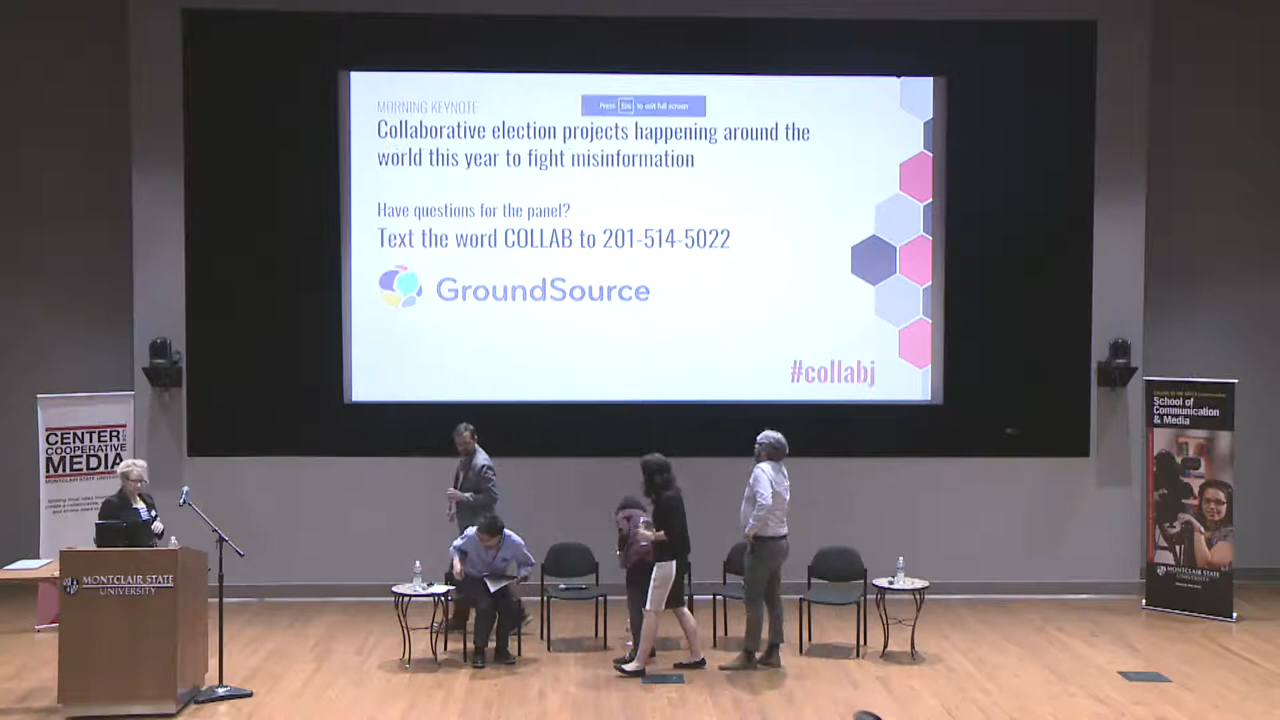 MORNING KEYNOTE
Press Esc to exit full screen
Collaborative election projects happening around the
world this year to fight misinformation
Have questions for the panel?
Text the word COLLAB to 201-514-5022
GroundSource
#collabj
CENTER
COOPERATIVE
MEDIA
MONTCLAIR STATE
MONTCLAIR STATE
UNIVERSITY
School of
Communication
& Media
MONTCLAIR STATE
UNIVERSITY